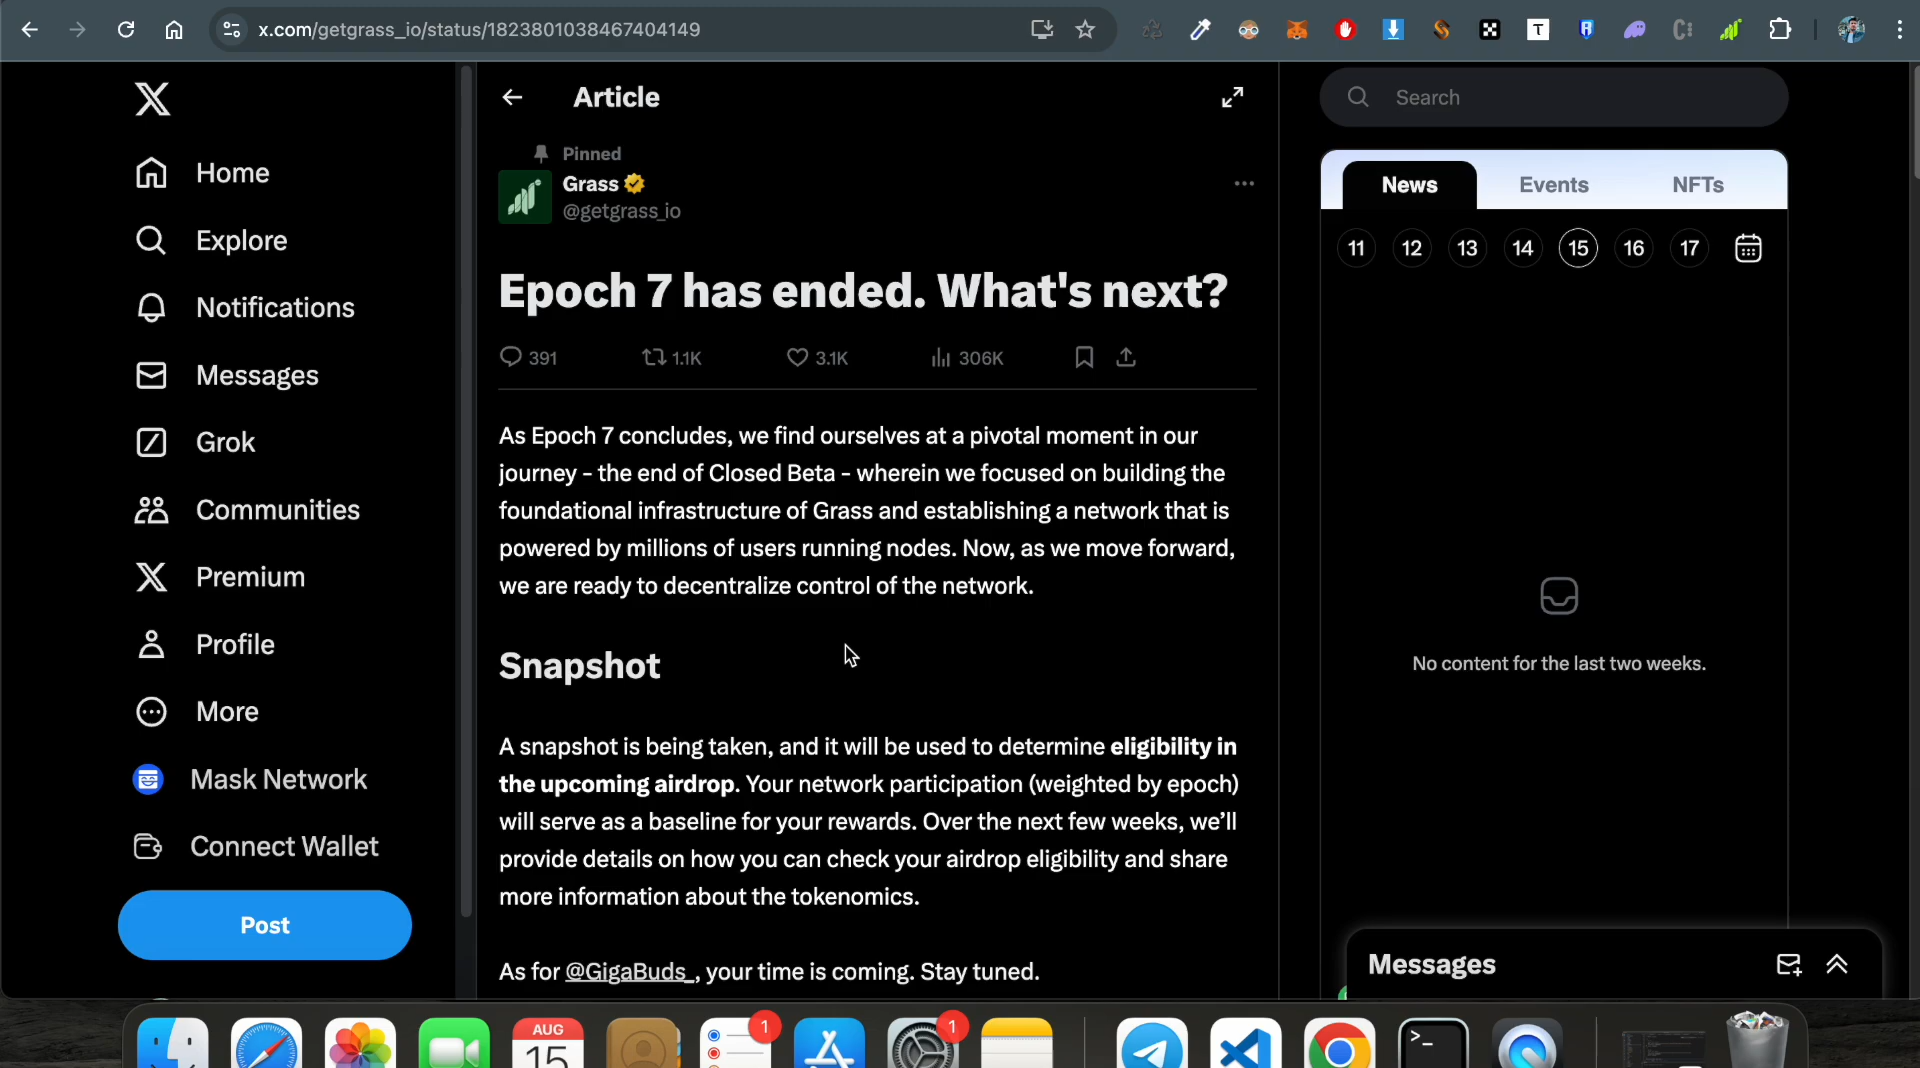 x.com/getgrass_io/status/1823801038467404149
Home
Explore
Notifications
Messages
Grok
Communities
Premium
Profile
More
Mask Network
Connect Wallet
Post
Article
Pinned
Grass
@getgrass_io
Epoch 7 has ended. What's next?
391
1.1K
3.1K
306K
As Epoch 7 concludes, we find ourselves at a pivotal moment in our
journey - the end of Closed Beta - wherein we focused on building the
foundational infrastructure of Grass and establishing a network that is
powered by millions of users running nodes. Now, as we move forward,
we are ready to decentralize control of the network.
Snapshot
A snapshot is being taken, and it will be used to determine eligibility in
the upcoming airdrop. Your network participation (weighted by epoch)
will serve as a baseline for your rewards. Over the next few weeks, we’ll
provide details on how you can check your airdrop eligibility and share
more information about the tokenomics.
As for @GigaBuds_, your time is coming. Stay tuned.
Search
News
Events
NFTs
11
12
13
14
15
16
17
No content for the last two weeks.
Messages
AUG
15
1
1